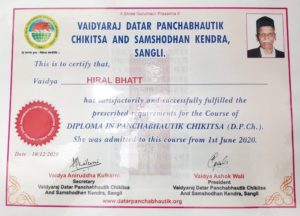 VAIDYARAJ DATAR PANCHABHAUTIK
CHIKITSA AND SAMSHODHAN KENDRA,
SANGLI.
This is to certify that,
Vaidya HIRAL BHATT
has satisfactorily and successfully fulfilled the
prescribed requirements for the Course of
DIPLOMA IN PANCHABHAUTIK CHIKITSA (D.P.Ch.).
She was admitted to this course from 1st June 2020.
Date - 10/12/2020
Vaidya Aniruddha Kulkarni
Secretary
Vaidyaraj Datar Panchabhautik Chikitsa
And Samshodhan Kendra, Sangli
Vaidya Ashok Wali
President
Vaidyaraj Datar Panchabhautik Chikitsa
And Samshodhan Kendra, Sangli
www.datarpanchabhautik.org